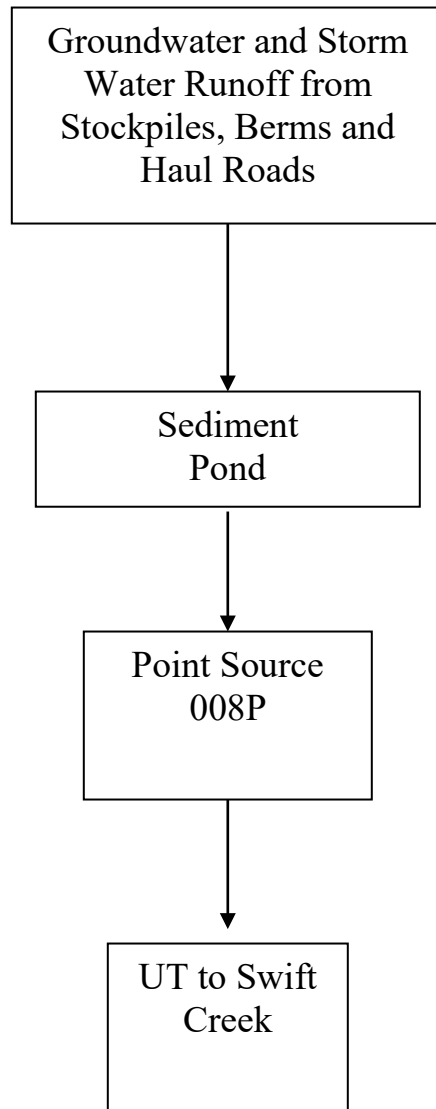 Groundwater and Storm
Water Runoff from
Stockpiles, Berms and
Haul Roads
Sediment
Pond
Point Source
008P
UT to Swift
Creek